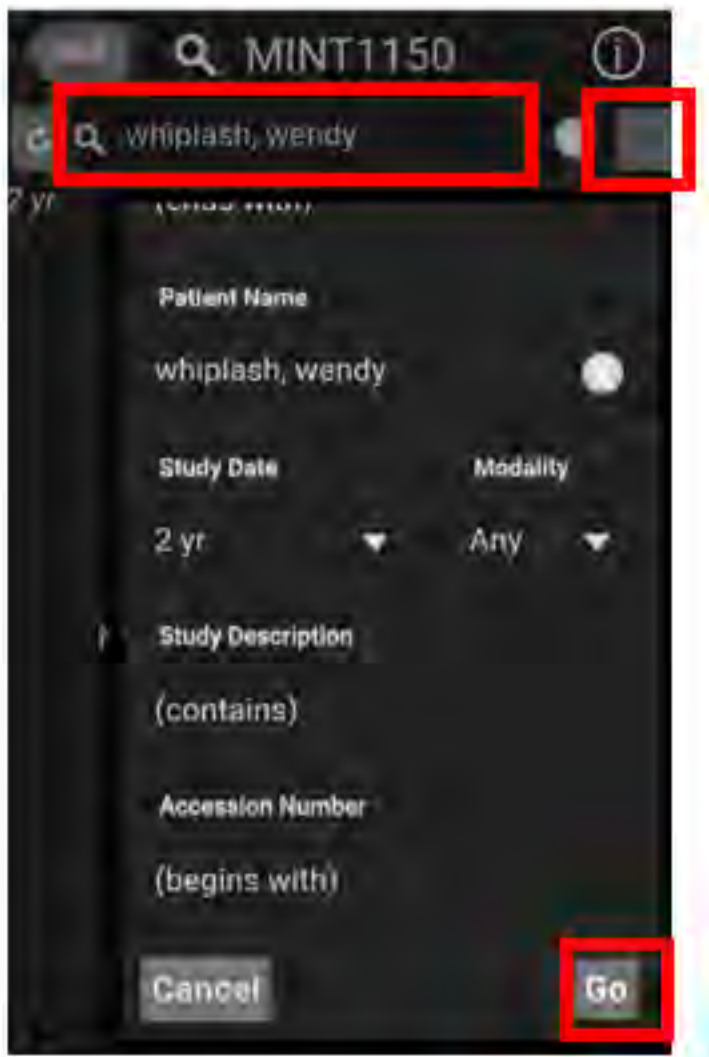 MINT1150
whiplash, wendy
2 yr
Patient Name
whiplash, wendy
Study Date Modality
2 yr Any
Study Description
(contains)
Accession Number
(begins with)
Cancel Go